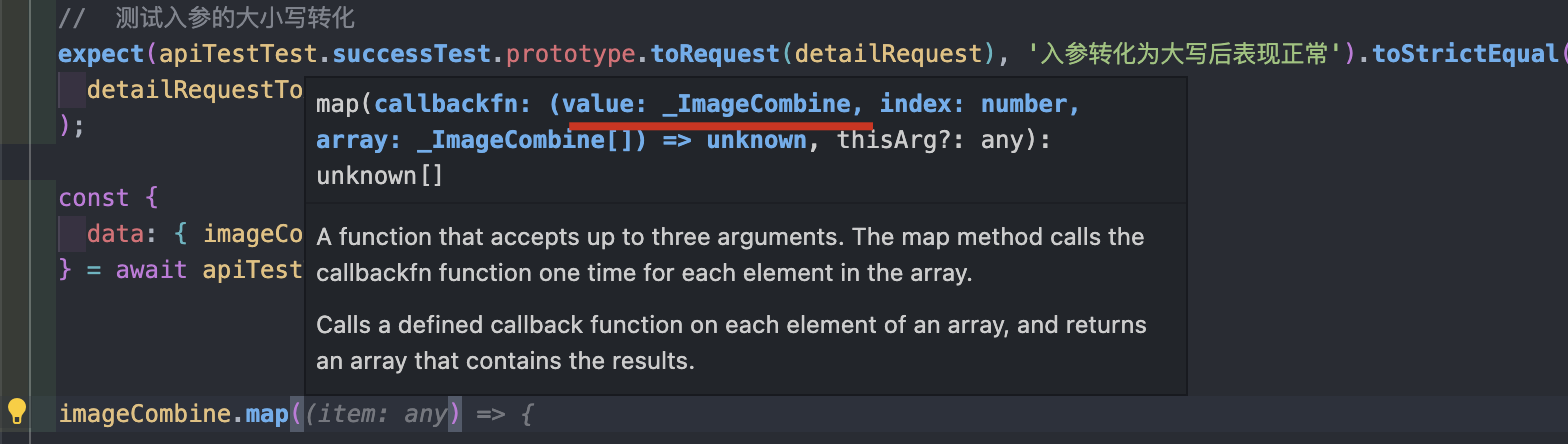 //  测试入参的大小写转化
expect(apiTestTest.successTest.prototype.toRequest(detailRequest), '入参转化为大写后表现正常').toStrictEqual(
detailRequestTo
);
map(callbackfn: (value: _ImageCombine, index: number,
array: _ImageCombine[]) => unknown, thisArg?: any):
unknown[]
const {
data: { imageCo
} = await apiTest
A function that accepts up to three arguments. The map method calls the
callbackfn function one time for each element in the array.
Calls a defined callback function on each element of an array, and returns
an array that contains the results.
imageCombine.map((item: any) => {